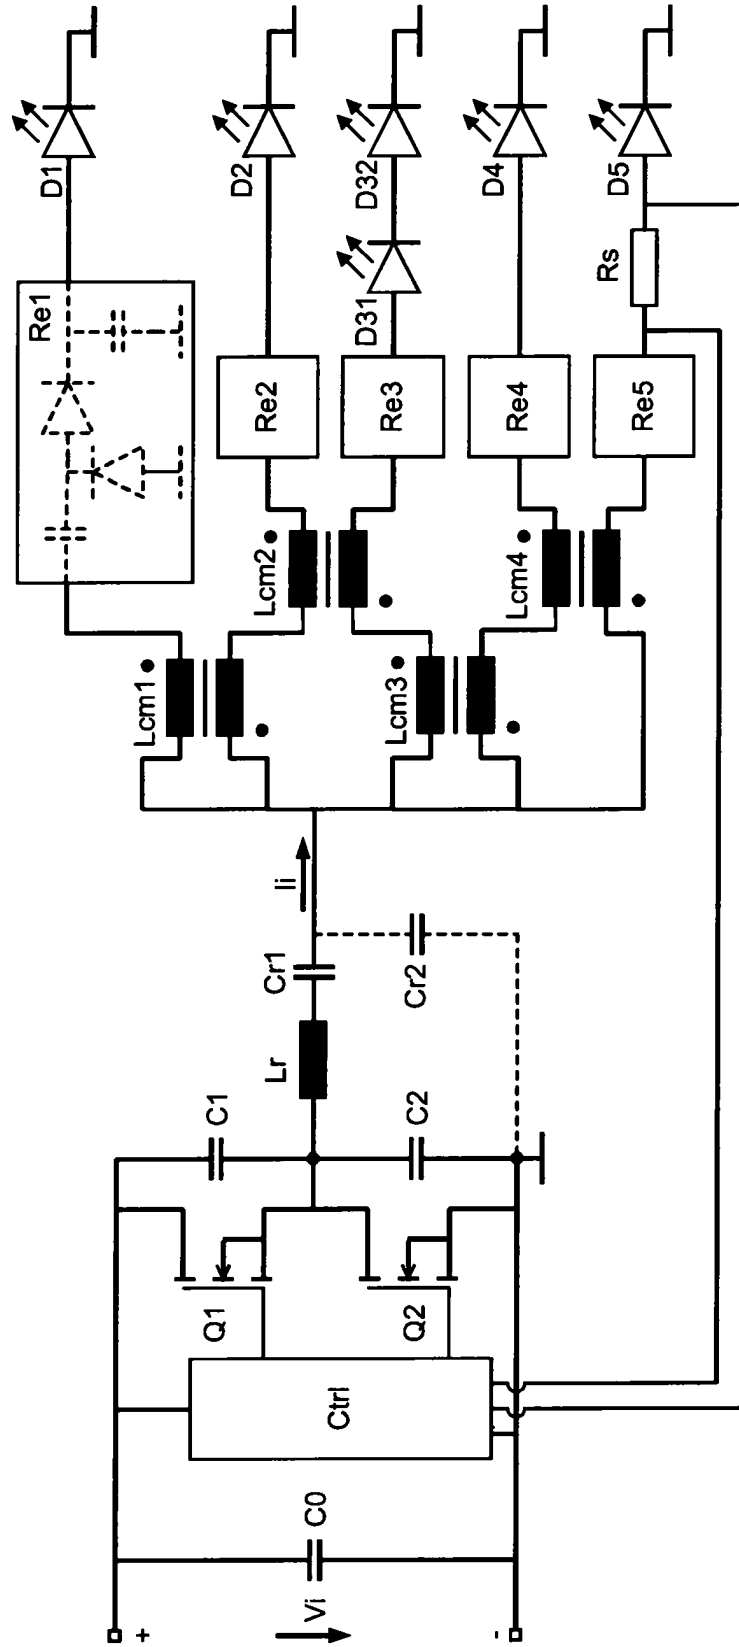 D1
D2
D32
D4
D5
Re1
D31
Rs
Re2
Re3
Re4
Re5
Lcm2
Lcm4
Lcm1
Lcm3
Ii
Cr1
Cr2
Lr
C1
C2
Q1
Q2
Ctrl
C0
Vi
+
-